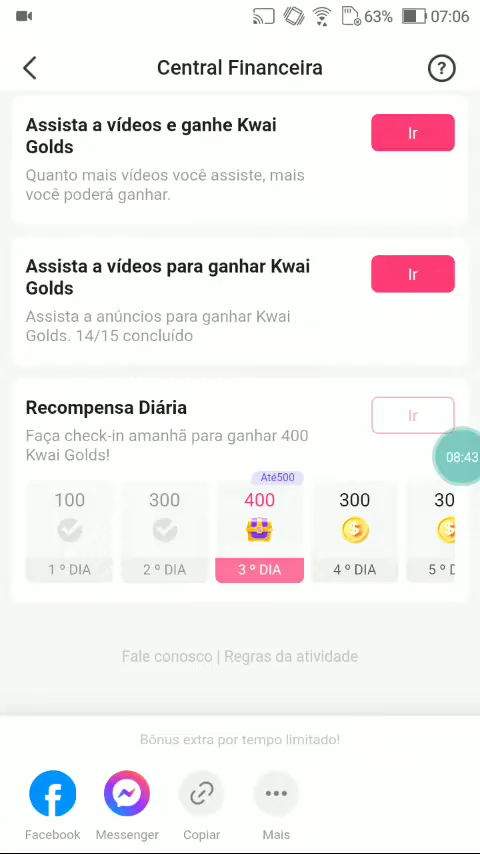 63% 07:06
Central Financeira
?
Assista a vídeos e ganhe Kwai
Golds
Ir
Quanto mais vídeos você assiste, mais
você poderá ganhar.
Assista a vídeos para ganhar Kwai
Golds
Ir
Assista a anúncios para ganhar Kwai
Golds. 14/15 concluído
Recompensa Diária
Ir
Faça check-in amanhã para ganhar 400
Kwai Golds!
08:43
Até500
100 300 400 300 30
1 º DIA 2 º DIA 3 º DIA 4 º DIA 5 º D
Fale conosco | Regras da atividade
Bônus extra por tempo limitado!
Facebook Messenger Copiar Mais